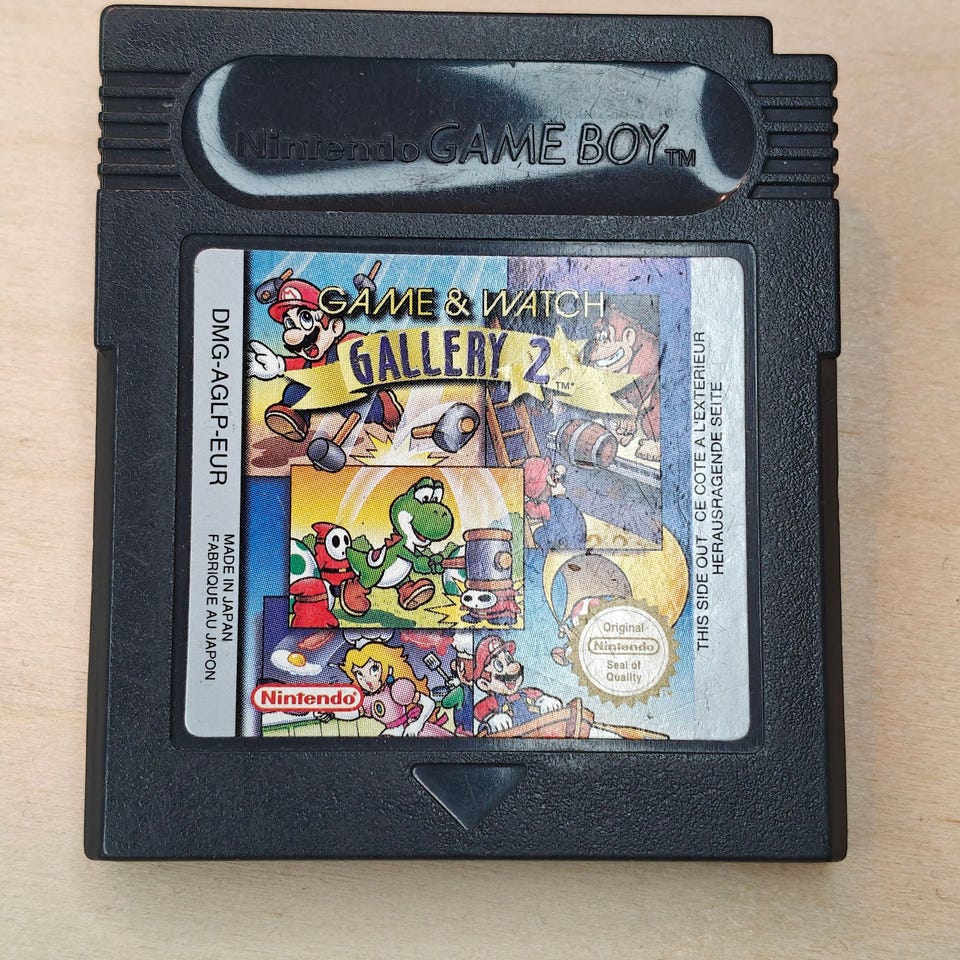 Nintendo GAME BOY TM
GAME & WATCH
GALLERY 2 TM
DMG-AGLP-EUR
MADE IN JAPAN
FABRIQUE AU JAPON
THIS SIDE OUT CE COTE A L'EXTERIEUR
HERAUSRAGENDE SEITE
Original
Nintendo
Seal of
Quality
Nintendo